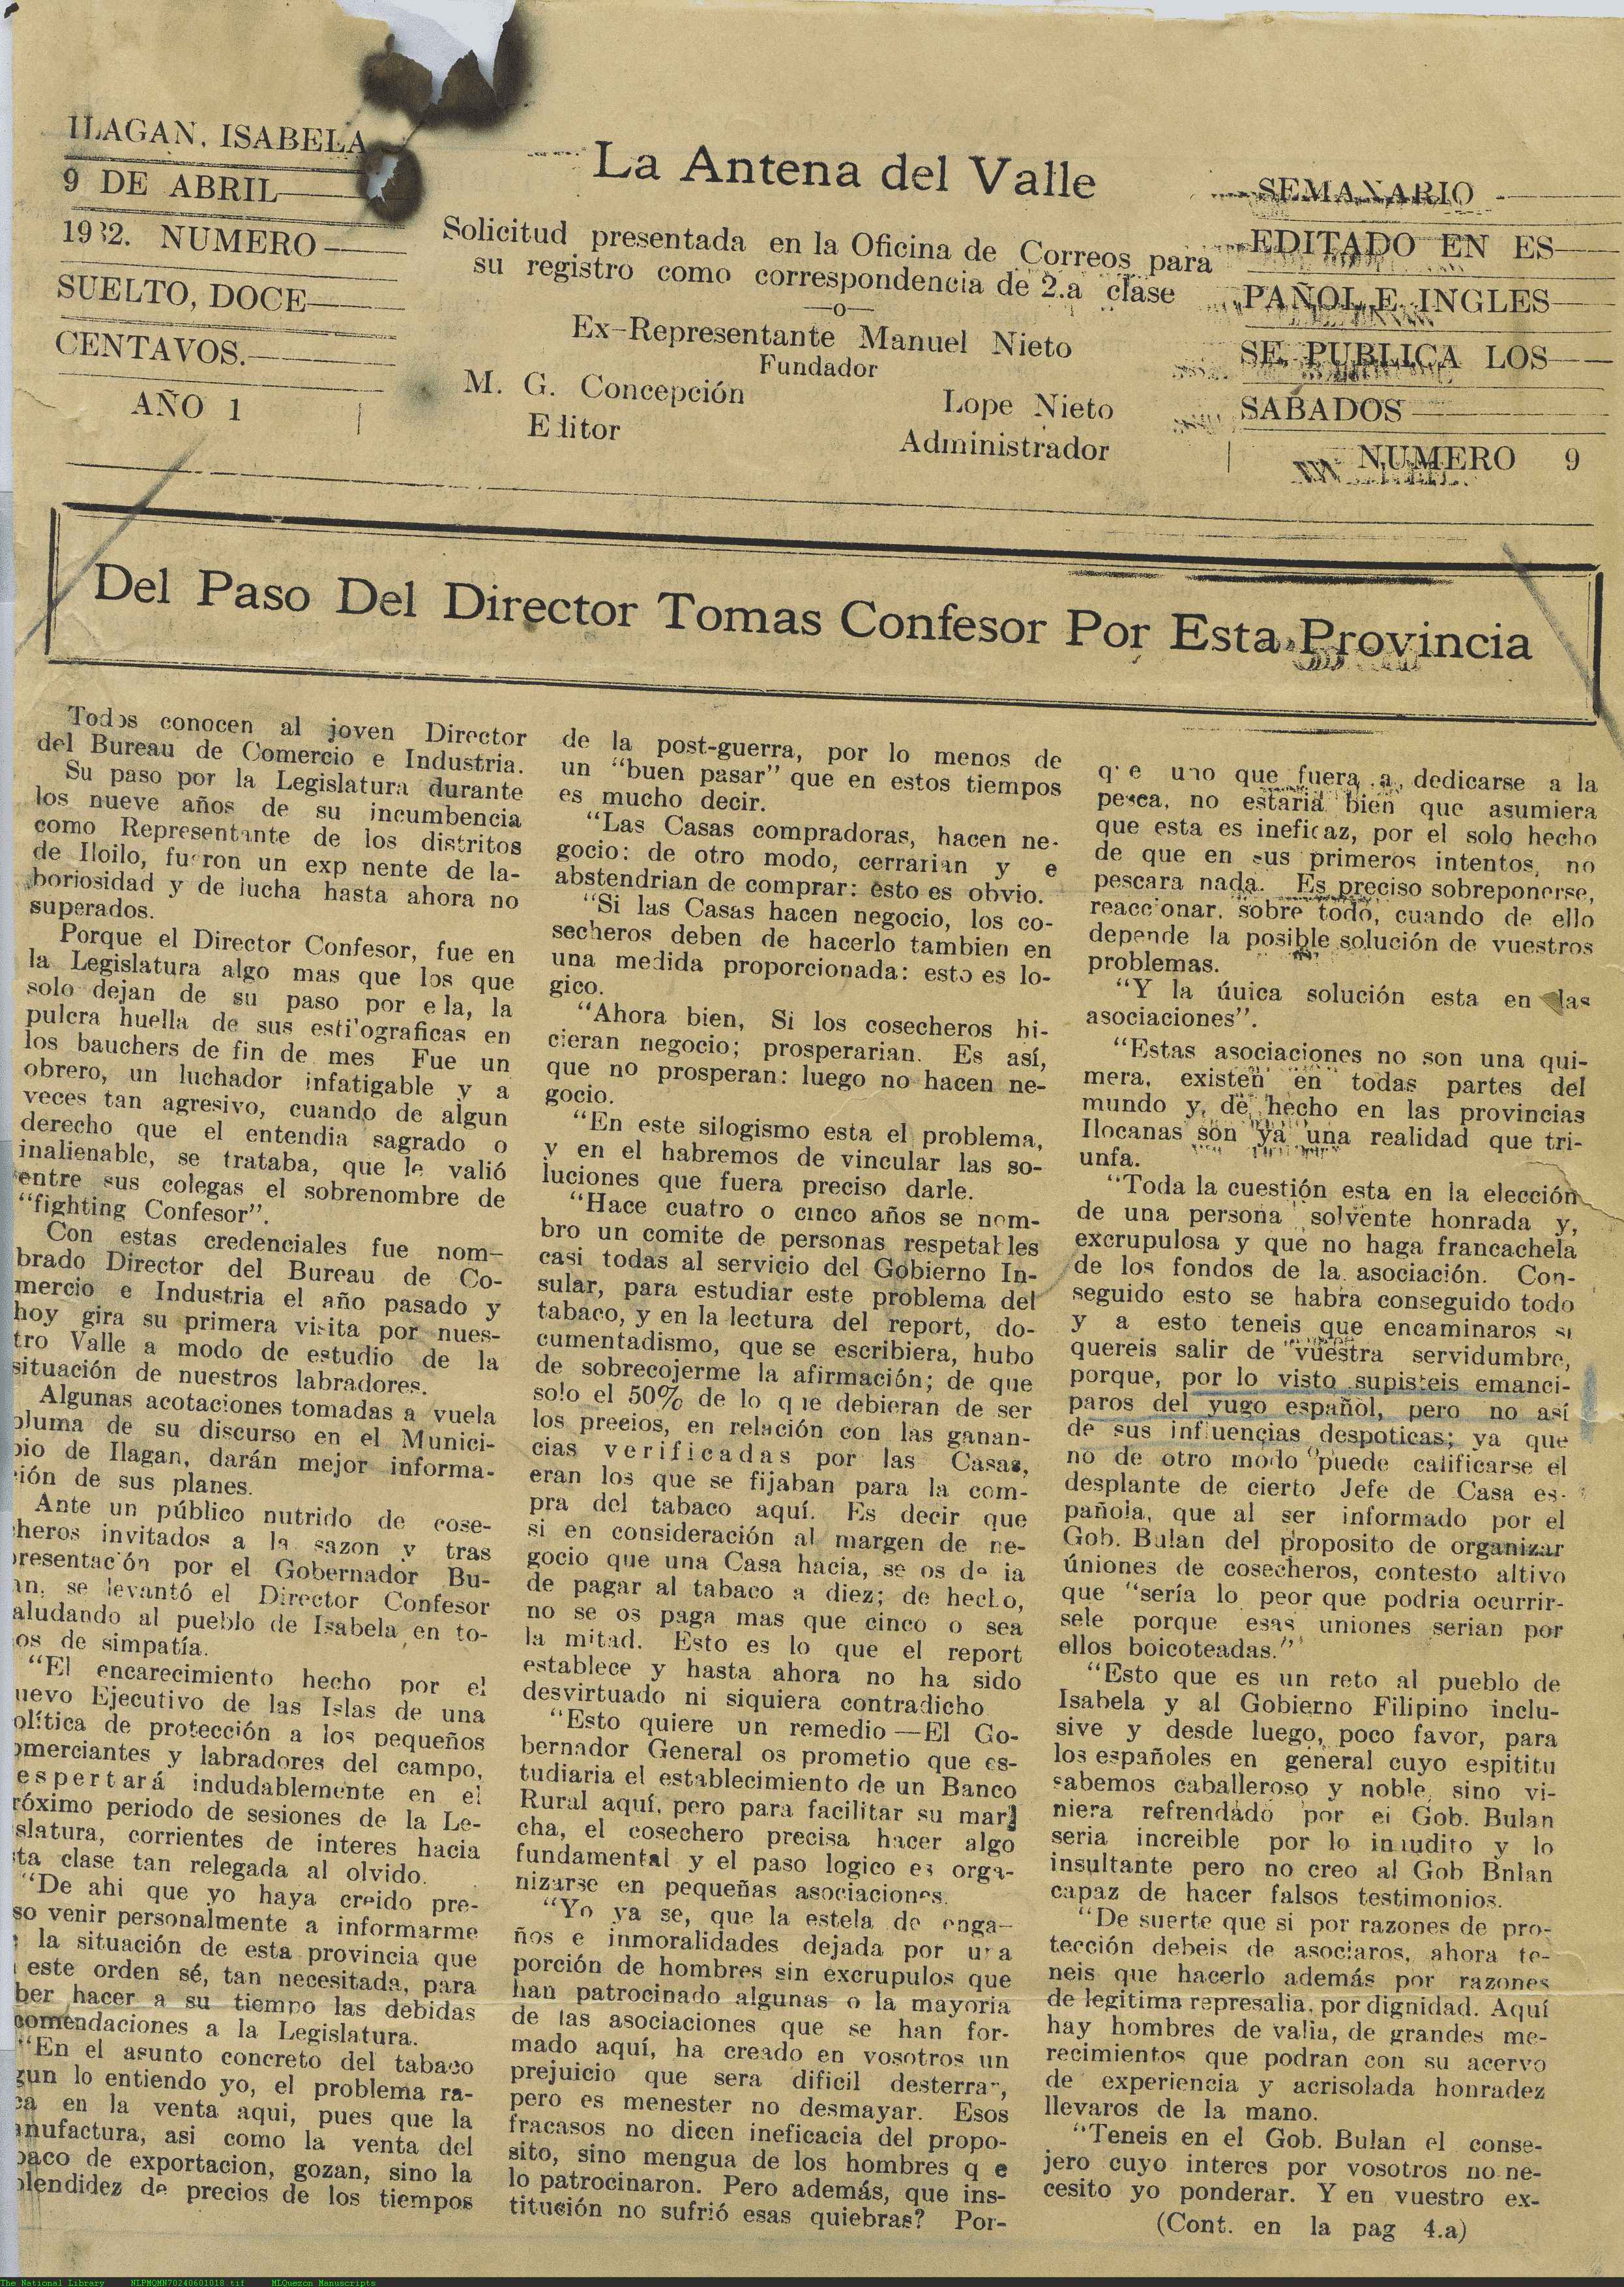 ILAGAN, ISABELA
9 DE ABRIL
1932. NUMERO
SUELTO, DOCE
CENTAVOS.
AÑO 1
La Antena del Valle
Solicitud presentada en la Oficina de Correos para
su registro como correspondencia de 2.a clase
—o—
Ex-Representante Manuel Nieto
Fundador
M. G. Concepción
Editor
Lope Nieto
Administrador
SEMANARIO
EDITADO EN ES
PAÑOL E INGLES
SE PUBLICA LOS
SABADOS
NUMERO 9
Del Paso Del Director Tomas Confesor Por Esta Provincia
Todos conocen al joven Director
del Bureau de Comercio e Industria.
Su paso por la Legislatura durante
los nueve años de su incumbencia
como Representante de los distritos
de Iloilo, fueron un exp nente de la-
boriosidad y de lucha hasta ahora no
superados.
Porque el Director Confesor, fue en
la Legislatura algo mas que los que
solo dejan de su paso por e la, la
pulcra huella de sus esti'ograficas en
los bauchers de fin de mes Fue un
obrero, un luchador infatigable y a
veces tan agresivo, cuando de algun
derecho que el entendia sagrado o
inalienable, se trataba, que le valió
entre sus colegas el sobrenombre de
"fighting Confesor".
Con estas credenciales fue nom-
brado Director del Bureau de Co-
mercio e Industria el año pasado y
hoy gira su primera visita por nues-
tro Valle a modo de estudio de la
situación de nuestros labradores.
Algunas acotaciones tomadas a vuela
pluma de su discurso en el Munici-
pio de Ilagan, darán mejor informa-
ción de sus planes.
Ante un público nutrido de cose-
cheros invitados a la sazon y tras
presentación por el Gobernador Bu-
an, se levantó el Director Confesor
aludando al pueblo de Isabela en to-
os de simpatía.
"El encarecimiento hecho por el
uevo Ejecutivo de las Islas de una
olítica de protección a los pequeños
omerciantes y labradores del campo,
espertará indudablemente en el
róximo periodo de sesiones de la Le-
slatura, corrientes de interes hacia
ta clase tan relegada al olvido.
"De ahi que yo haya creido pre-
so venir personalmente a informarme
la situación de esta provincia que
este orden sé, tan necesitada, para
ber hacer a su tiempo las debidas
comendaciones a la Legislatura.
"En el asunto concreto del tabaco
gun lo entiendo yo, el problema ra-
ca en la venta aqui, pues que la
anufactura, asi como la venta del
baco de exportacion, gozan, sino la
plendidez de precios de los tiempos
de la post-guerra, por lo menos de
un "buen pasar" que en estos tiempos
es mucho decir.
"Las Casas compradoras, hacen ne-
gocio: de otro modo, cerrarian y e
abstendrian de comprar: esto es obvio.
"Si las Casas hacen negocio, los co-
secheros deben de hacerlo tambien en
una medida proporcionada: esto es lo-
gico.
"Ahora bien, Si los cosecheros hi-
cieran negocio; prosperarian. Es así,
que no prosperan: luego no hacen ne-
gocio.
"En este silogismo esta el problema,
y en el habremos de vincular las so-
luciones que fuera preciso darle.
"Hace cuatro o cinco años se nom-
bro un comite de personas respetables
casi todas al servicio del Gobierno In-
sular, para estudiar este problema del
tabaco, y en la lectura del report, do-
cumentadismo, que se escribiera, hubo
de sobrecojerme la afirmación; de que
solo el 50% de lo que debieran de ser
los precios, en relación con las ganan-
cias verificadas por las Casas,
eran los que se fijaban para la com-
pra del tabaco aquí. Es decir que
si en consideración al margen de ne-
gocio que una Casa hacia, se os de ia
de pagar al tabaco a diez; de hecho,
no se os paga mas que cinco o sea
la mitad. Esto es lo que el report
establece y hasta ahora no ha sido
desvirtuado ni siquiera contradicho
"Esto quiere un remedio—El Go-
bernador General os prometio que es-
tudiaria el establecimiento de un Banco
Rural aquí, pero para facilitar su mar
cha, el cosechero precisa hacer algo
fundamental y el paso logico es orga-
nizarse en pequeñas asociaciones.
"Yo ya se, que la estela de enga-
ños e inmoralidades dejada por una
porción de hombres sin excrupulos que
han patrocinado algunas o la mayoria
de las asociaciones que se han for-
mado aquí, ha creado en vosotros un
prejuicio que sera dificil desterrar,
pero es menester no desmayar. Esos
fracasos no dicen ineficacia del propo-
sito, sino mengua de los hombres q e
lo patrocinaron. Pero además, que ins-
titución no sufrió esas quiebras? Por-
q e uno que fuera a dedicarse a la
pesca, no estaria bien que asumiera
que esta es ineficaz, por el solo hecho
de que en sus primeros intentos, no
pescara nada. Es preciso sobreponerse,
reaccionar, sobre todo, cuando de ello
depende la posible solución de vuestros
problemas.
"Y la úuica solución esta en las
asociaciones".
"Estas asociaciones no son una qui-
mera, existen en todas partes del
mundo y, de hecho en las provincias
Ilocanas son ya una realidad que tri-
unfa.
"Toda la cuestión esta en la elección
de una persona solvente honrada y,
excrupulosa y que no haga francachela
de los fondos de la asociación. Con-
seguido esto se habra conseguido todo
y a esto teneis que encaminaros si
quereis salir de vuestra servidumbre,
porque, por lo visto supisteis emanci-
paros del yugo español, pero no así
de sus influencias despoticas; ya que
no de otro modo puede calificarse el
desplante de cierto Jefe de Casa es-
pañola, que al ser informado por el
Gob. Bulan del proposito de organizar
úniones de cosecheros, contesto altivo
que "sería lo peor que podria ocurrir-
sele porque esas uniones serian por
ellos boicoteadas."
"Esto que es un reto al pueblo de
Isabela y al Gobierno Filipino inclu-
sive y desde luego, poco favor, para
los españoles en general cuyo espititu
sabemos caballeroso y noble, sino vi-
niera refrendado por el Gob. Bulan
seria increible por lo inaudito y lo
insultante pero no creo al Gob Bnlan
capaz de hacer falsos testimonios.
"De suerte que si por razones de pro-
tección debeis de asociaros, ahora te-
neis que hacerlo además por razones
de legitima represalia, por dignidad. Aquí
hay hombres de valia, de grandes me-
recimientos que podran con su acervo
de experiencia y acrisolada honradez
llevaros de la mano.
"Teneis en el Gob. Bulan el conse-
jero cuyo interes por vosotros no ne-
cesito yo ponderar. Y en vuestro ex-
(Cont. en la pag 4.a)
The National Library NLPMQMN70240601018.tif MLQuezon Manuscripts